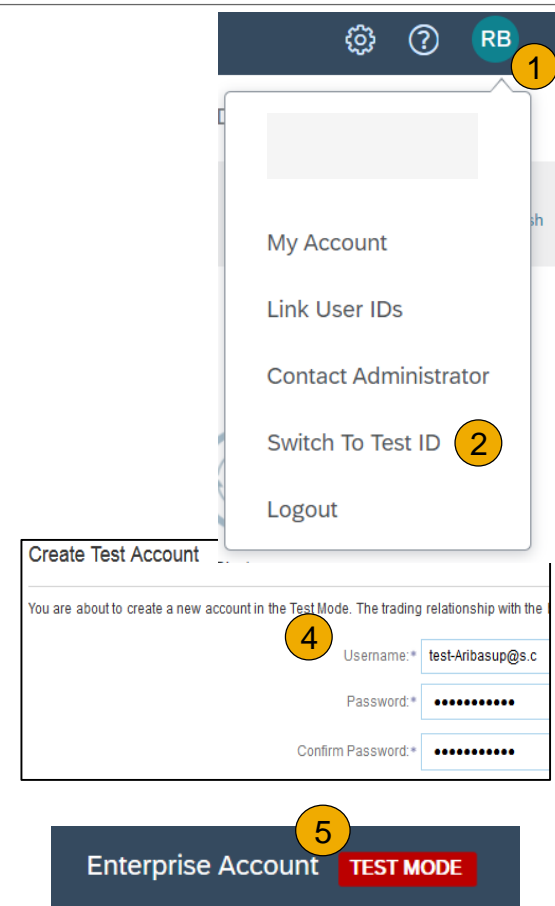 RB
1
sh
My Account
Link User IDs
Contact Administrator
Switch To Test ID 2
Logout
Create Test Account
You are about to create a new account in the Test Mode. The trading relationship with the
4
Username:* test-Aribasup@s.c
Password:* •••••••••••
Confirm Password:* •••••••••••
5
Enterprise Account TEST MODE